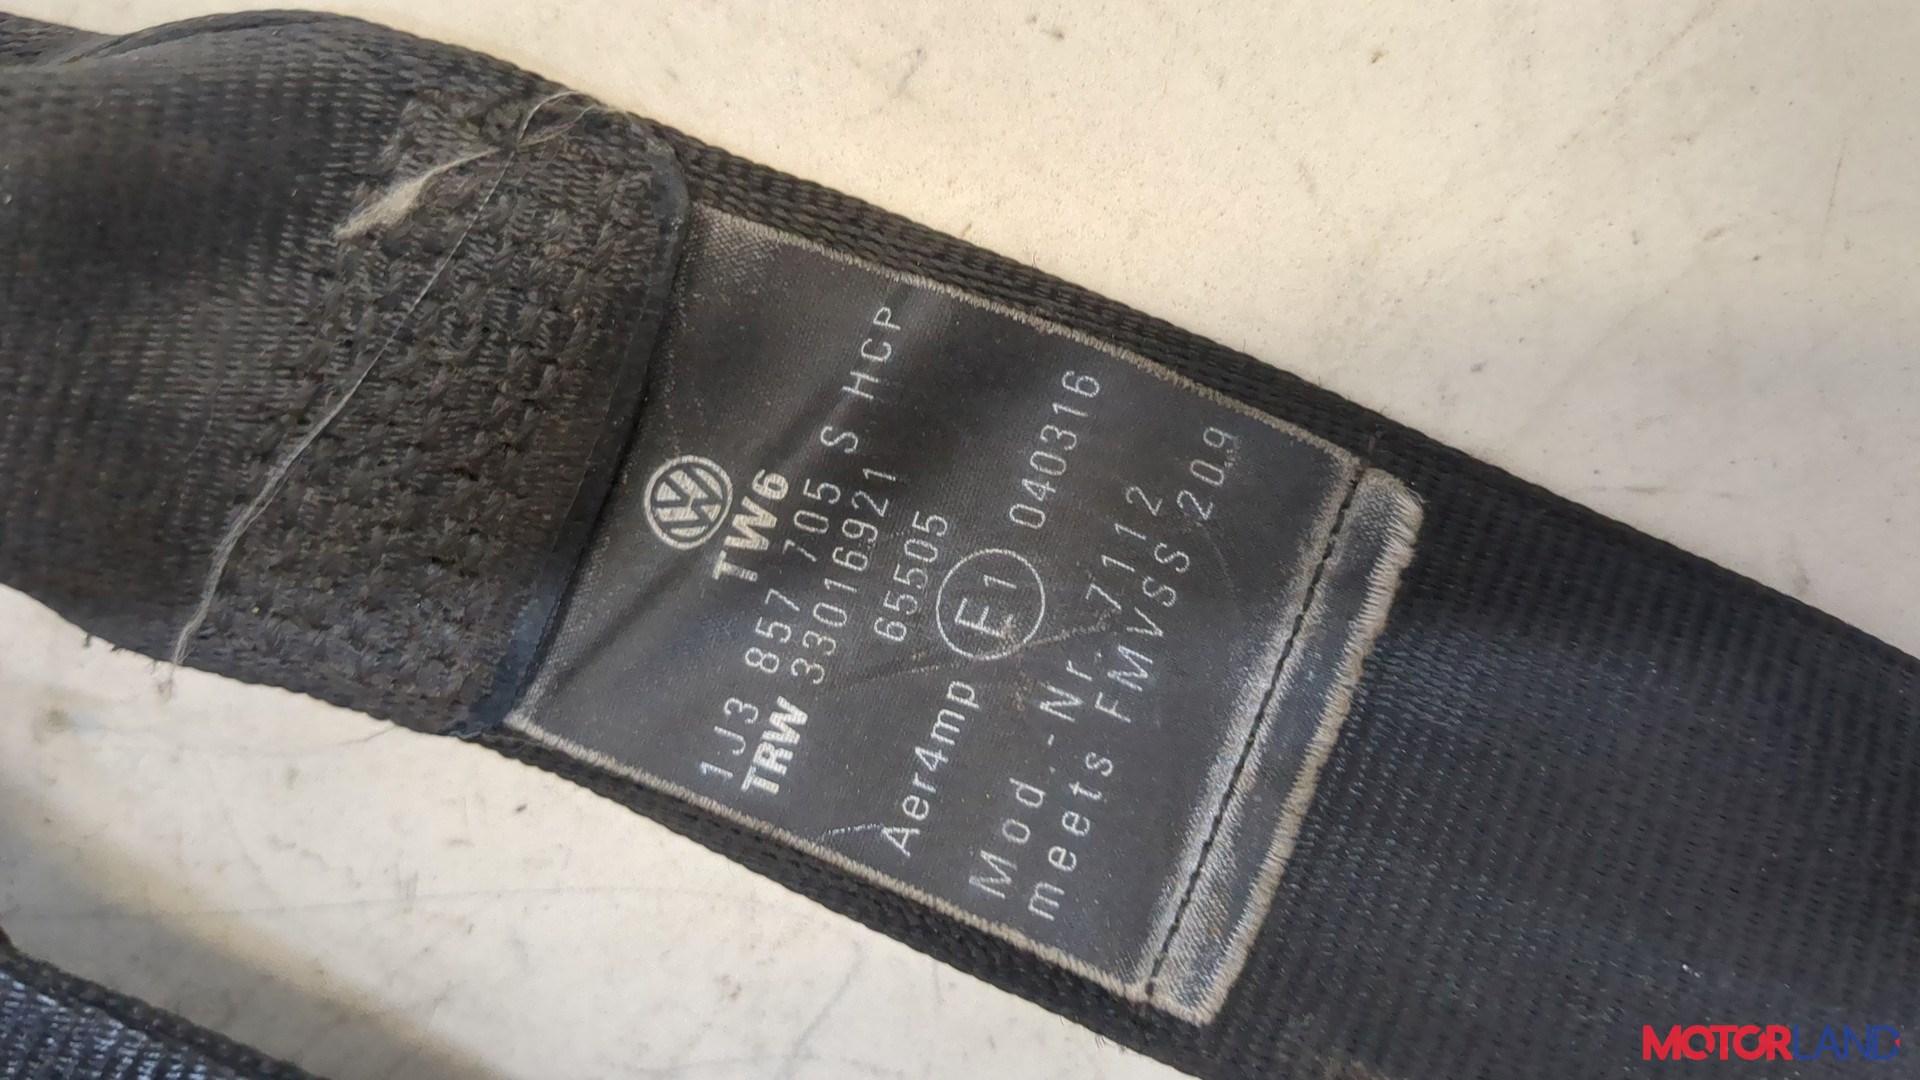 TW6
1J3 857 705 S HCP
TRW 33016921
65505
Aer4mp E1 040316
Mod.-Nr. 7112
meets FMVSS 209
MOTORLAND